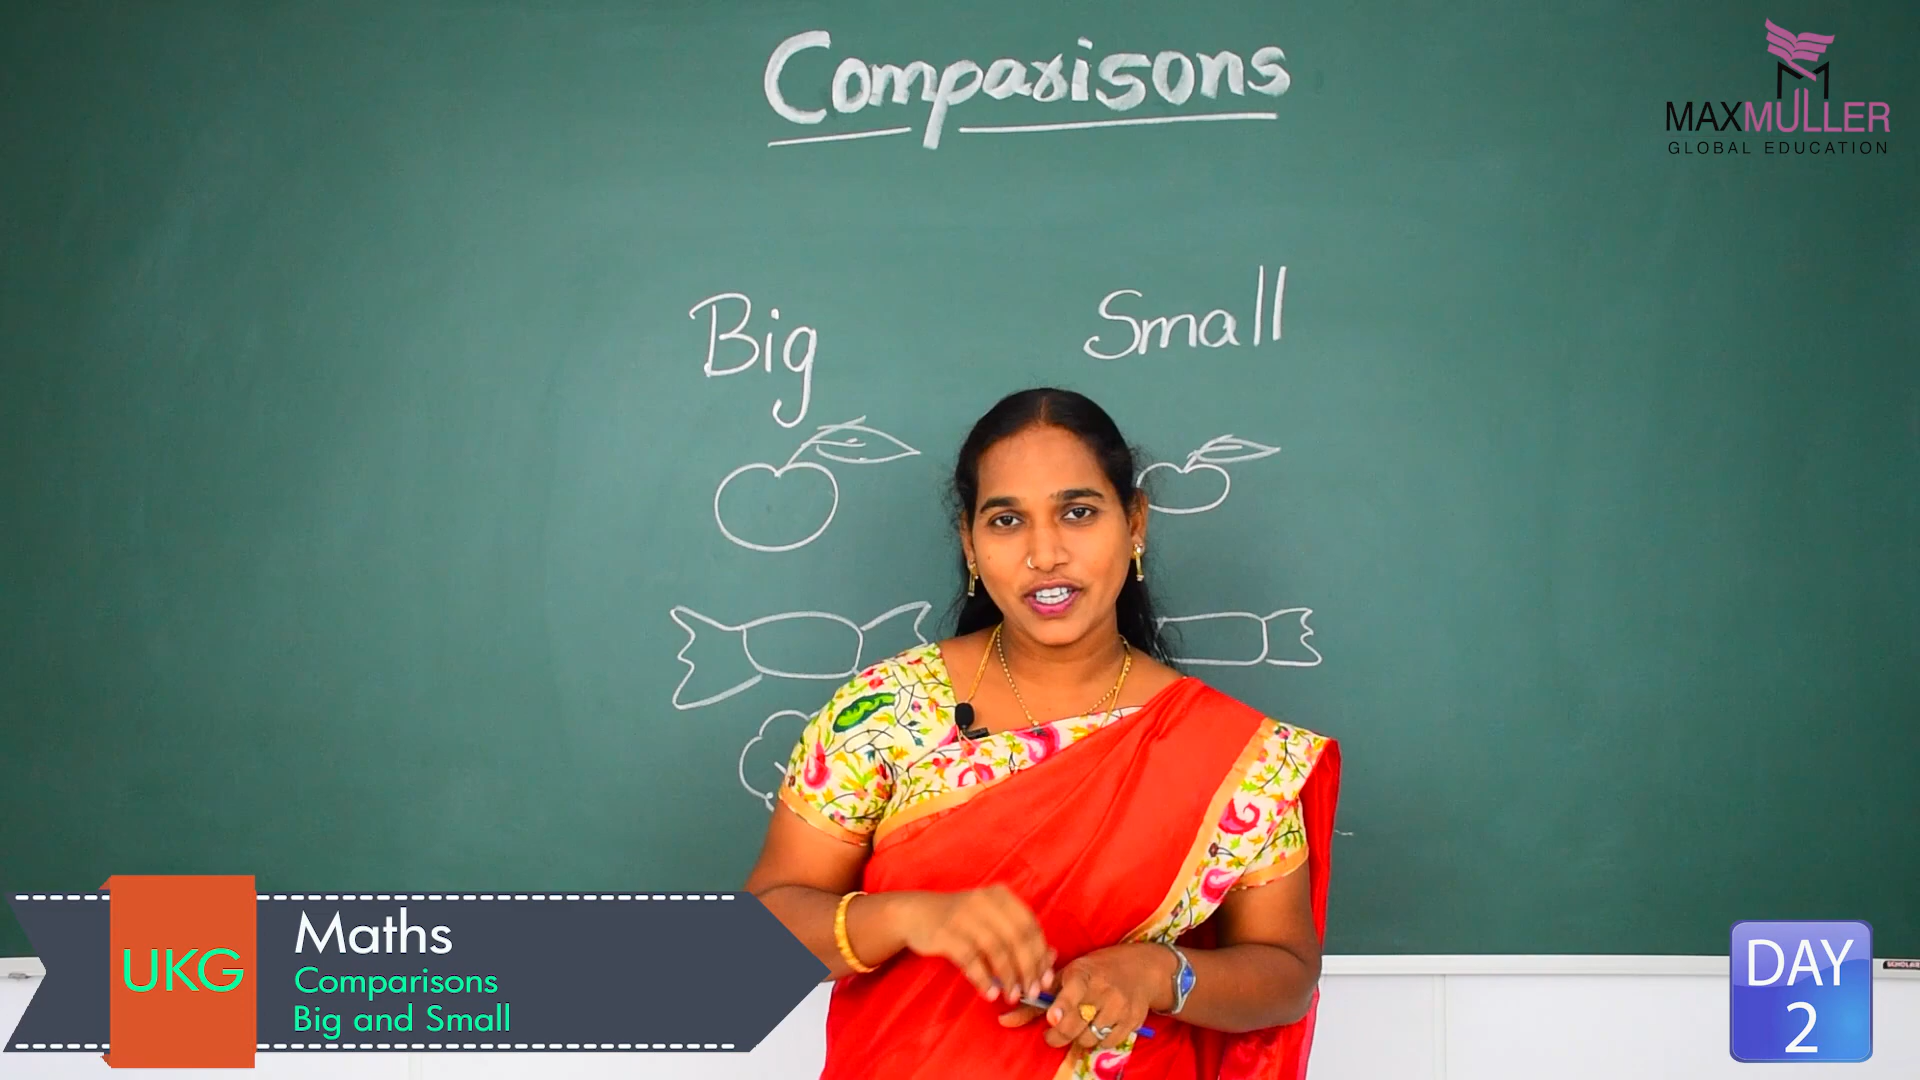 Comparisons
MAXMULLER
GLOBAL EDUCATION
Big Small
UKG
Maths
Comparisons
Big and Small
DAY
2